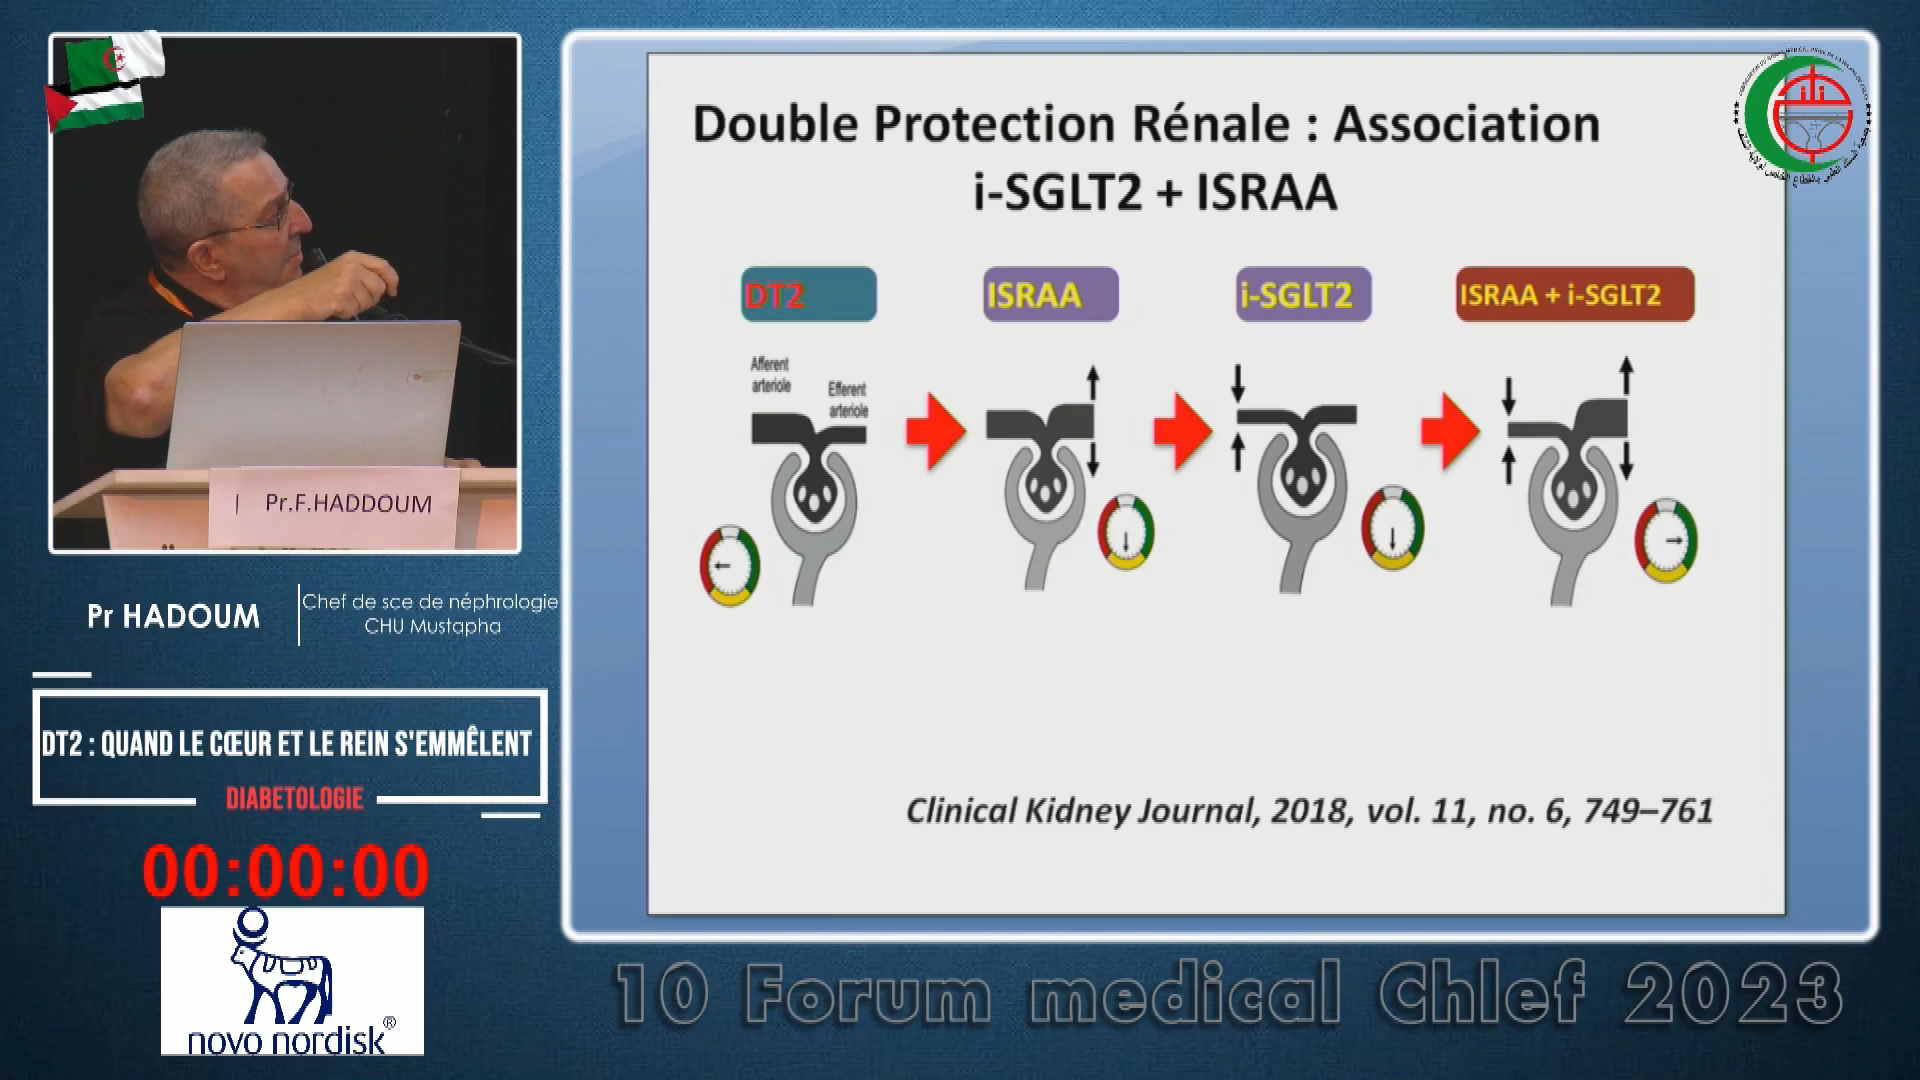 Pr.F.HADDOUM
Pr HADOUM
Chef de sce de néphrologie
CHU Mustapha
DT2 : QUAND LE CŒUR ET LE REIN S'EMMÊLENT
DIABETOLOGIE
00:00:00
novo nordisk®
Double Protection Rénale : Association
i-SGLT2 + ISRAA
DT2
ISRAA
i-SGLT2
ISRAA + i-SGLT2
Afferent
arteriole
Efferent
arteriole
Clinical Kidney Journal, 2018, vol. 11, no. 6, 749–761
10 Forum medical Chlef 2023